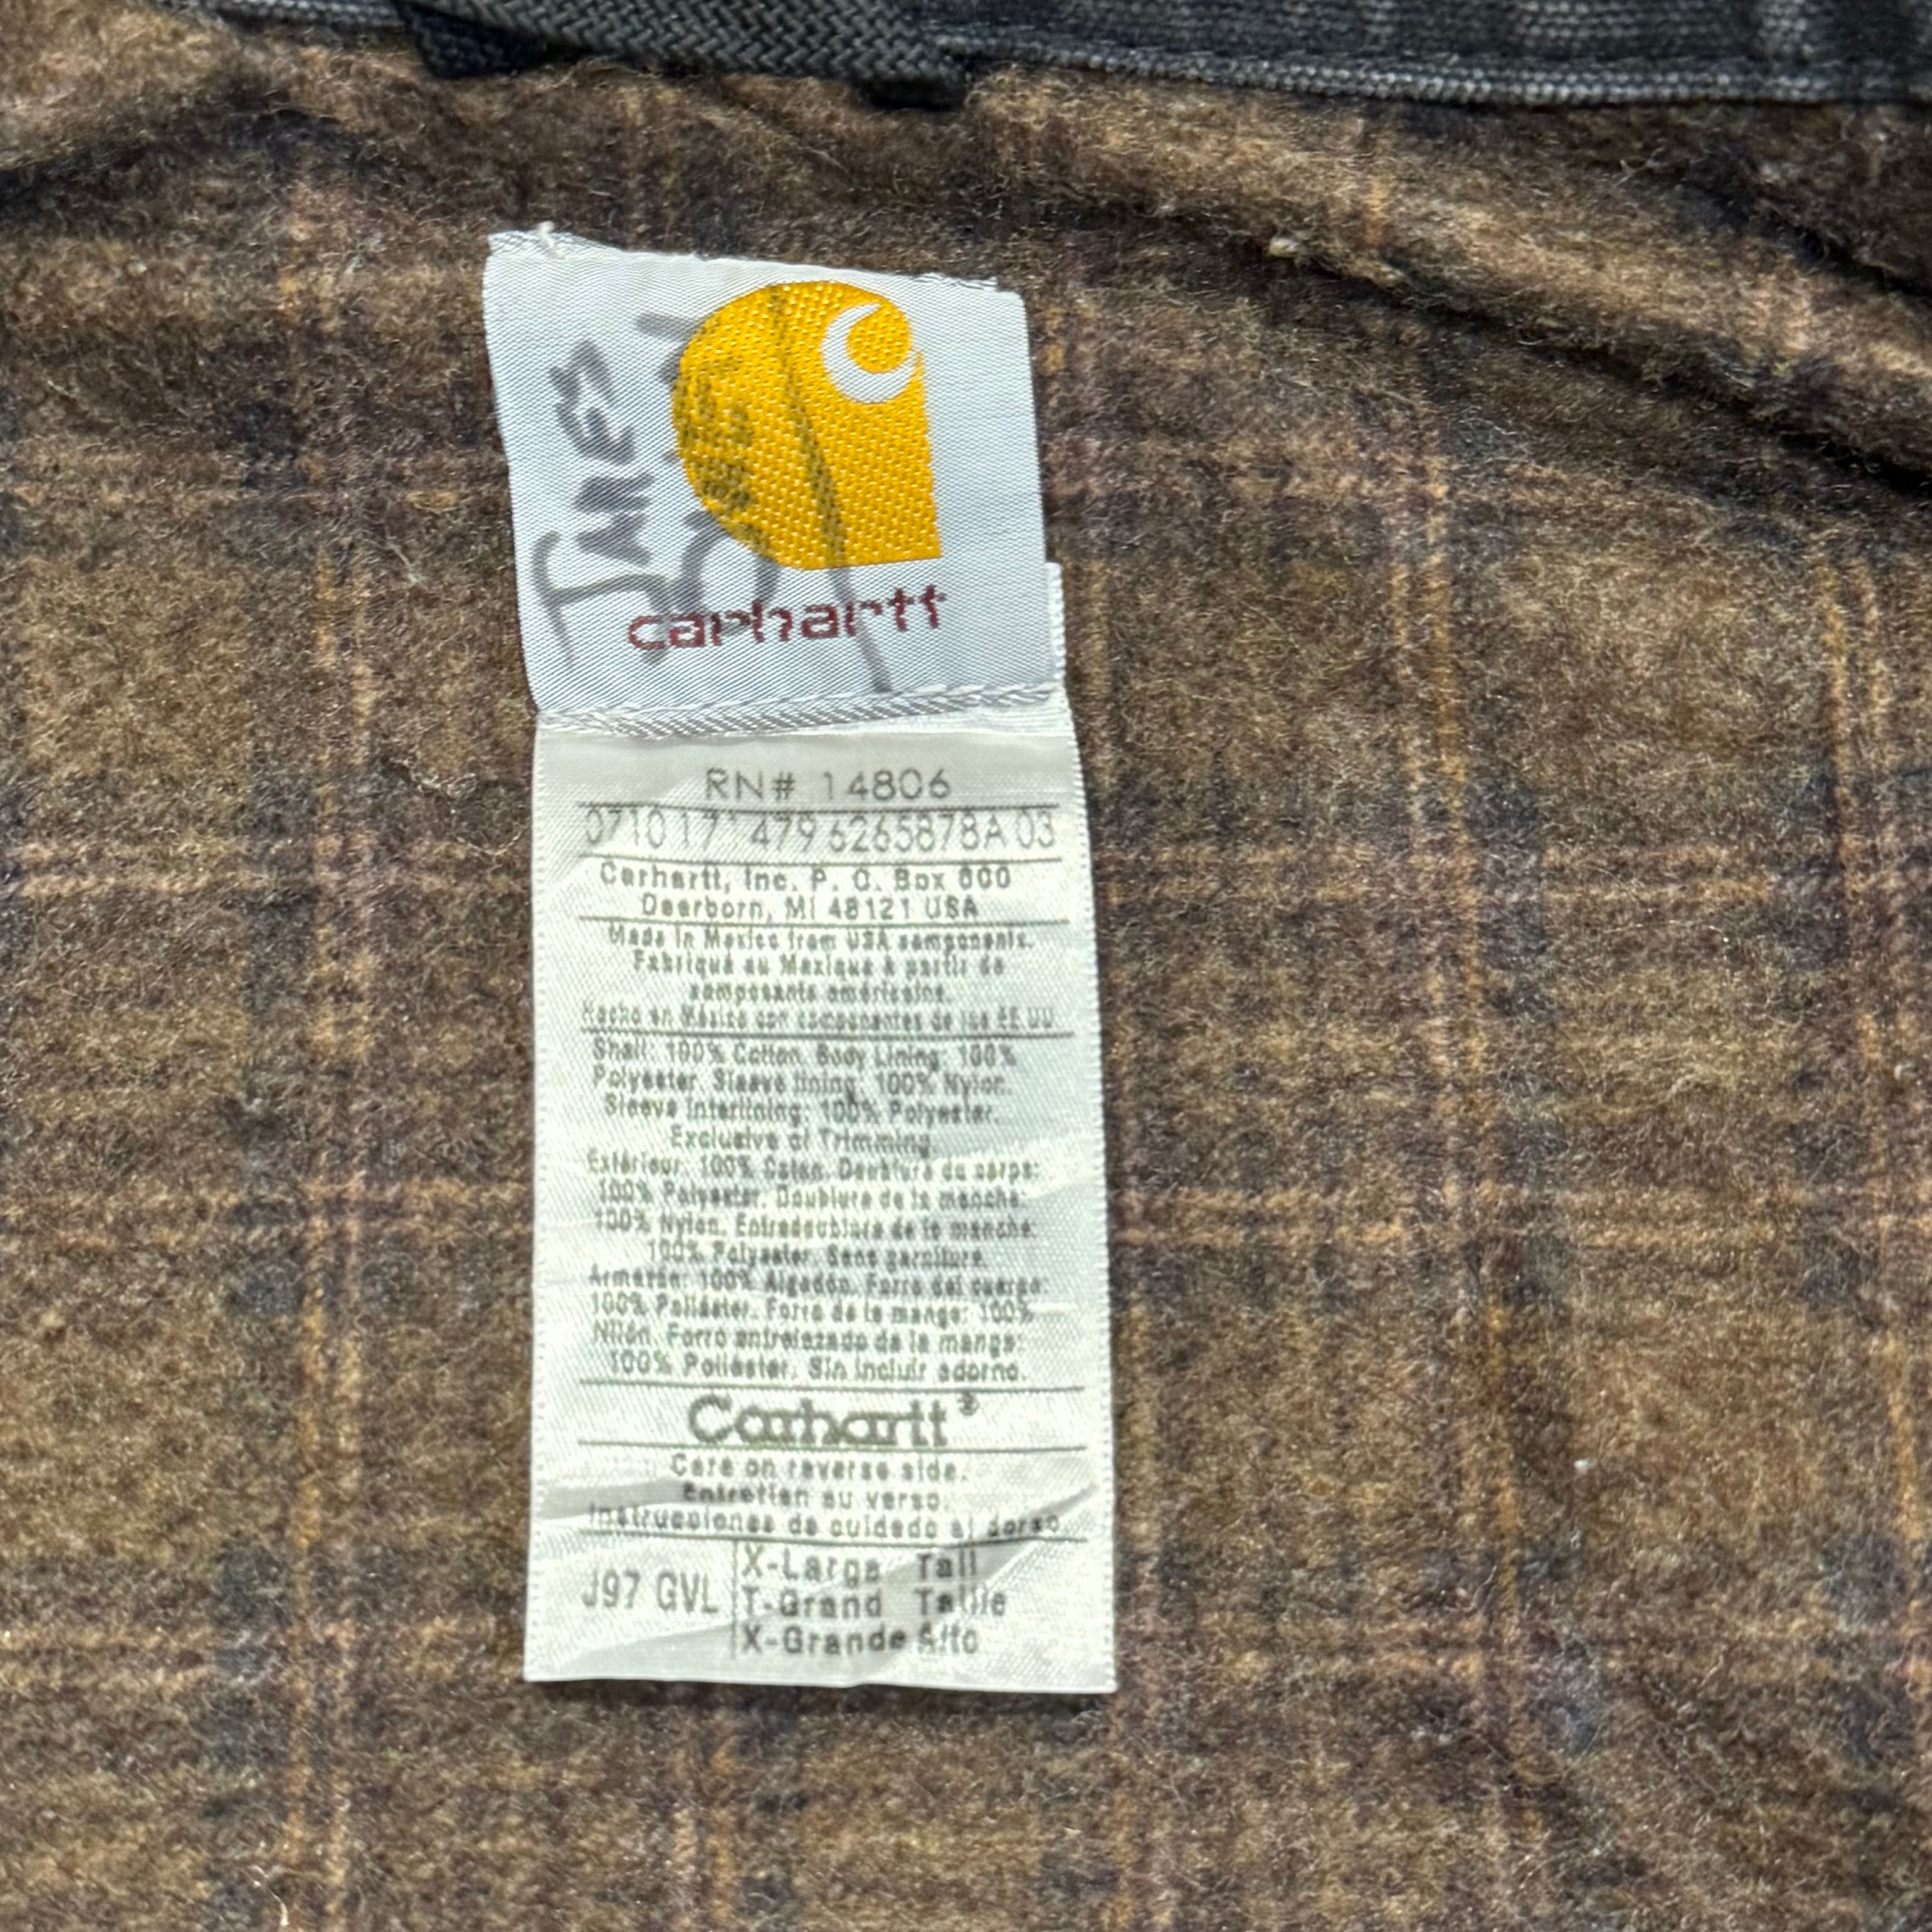 James
carhartt
RN# 14806
0710 17 479 6265878A 03
Carhartt, Inc. P. O. Box 600
Dearborn, MI 48121 USA
Made in Mexico from USA components.
Fabriqué au Mexique à partir de
composants américains.
Hecho en México con componentes de los EE UU
Shell: 100% Cotton. Body Lining: 100%
Polyester. Sleeve lining: 100% Nylon.
Sleeve Interlining: 100% Polyester.
Exclusive of Trimming
Extérieur: 100% Coton. Doublure du corps:
100% Polyester. Doublure de la manche:
100% Nylon. Entredoublure de la manche:
100% Polyester. Sans garniture.
Armazón: 100% Algodón. Forro del cuerpo:
100% Poliéster. Forro de la manga: 100%
Nilón. Forro entrelazado de la manga:
100% Poliéster. Sin incluir adorno.
Carhartt®
Care on reverse side.
Entretien au verso.
Instrucciones de cuidado al dorso.
J97 GVL
X-Large Tall
T-Grand Taille
X-Grande Alto